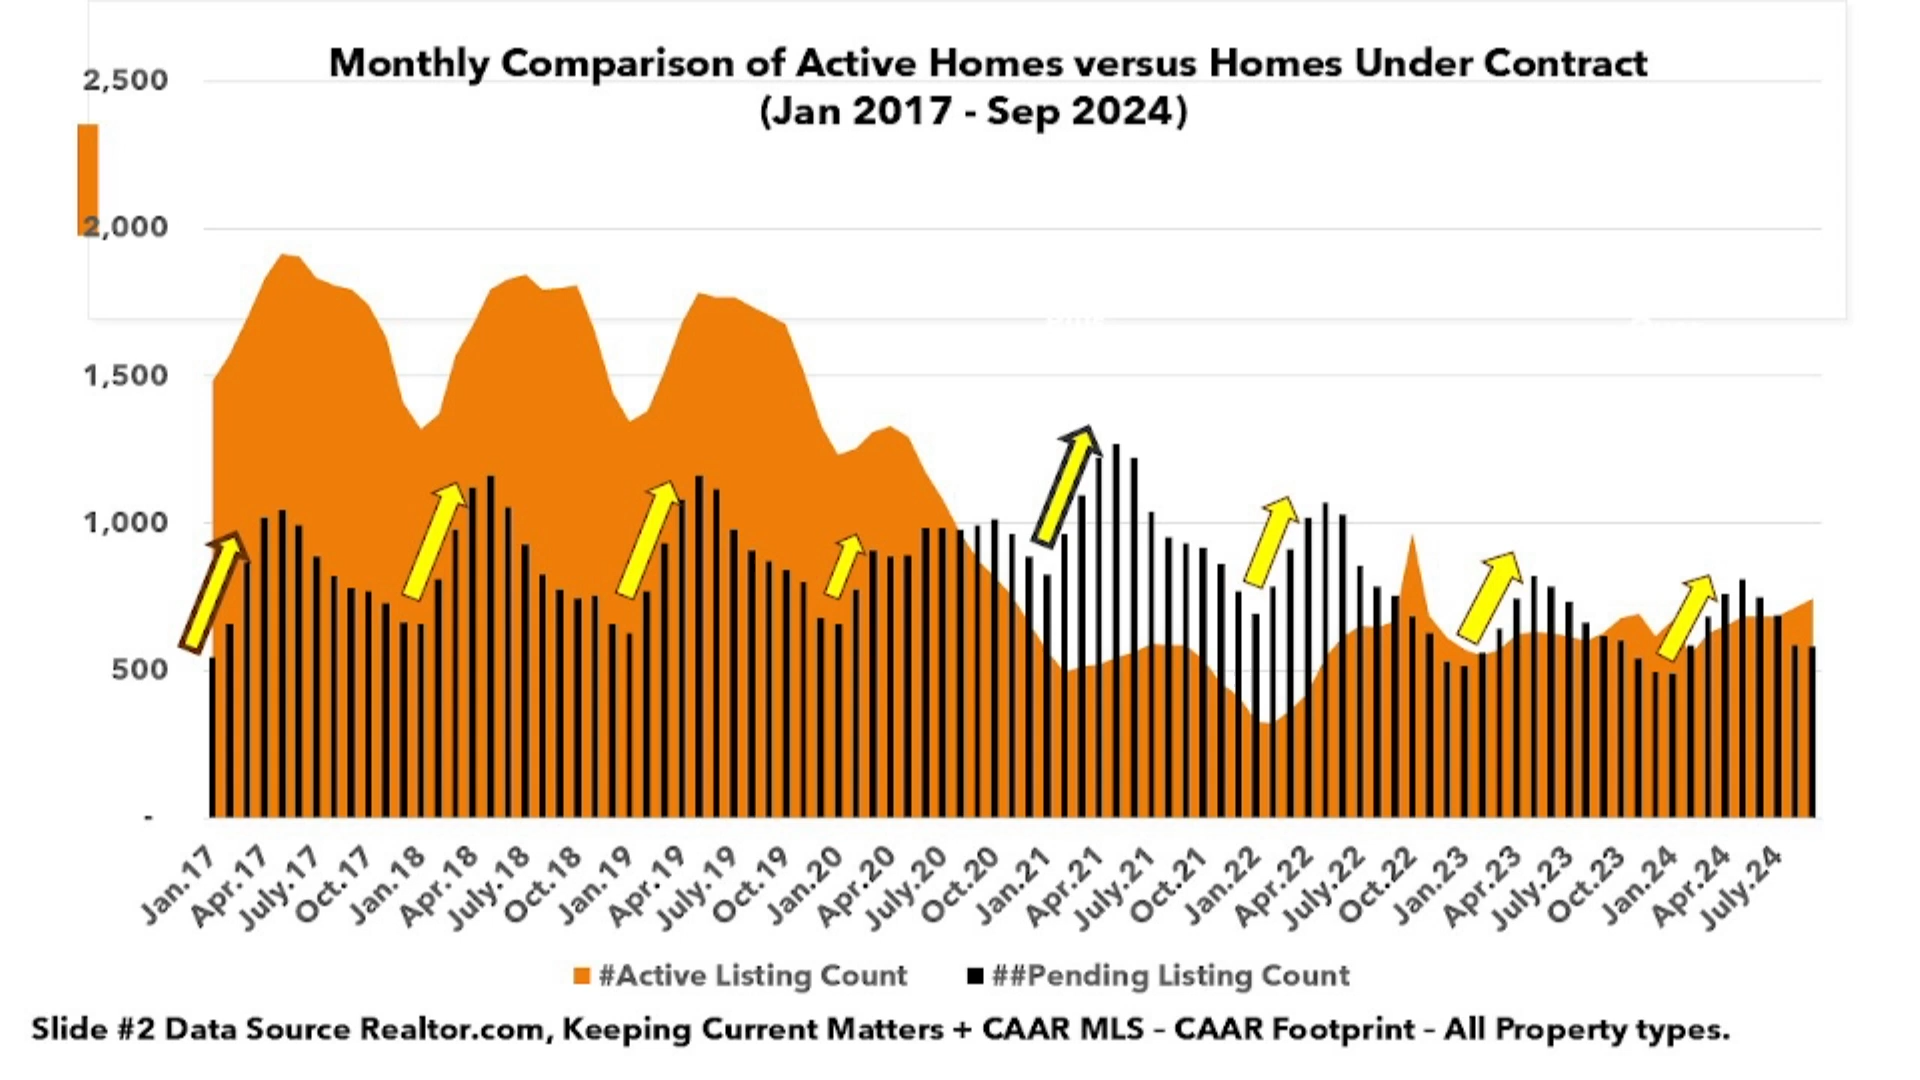 Monthly Comparison of Active Homes versus Homes Under Contract
(Jan 2017 - Sep 2024)
2,500
2,000
1,500
1,000
500
-
Jan.17
Apr.17
July.17
Oct.17
Jan.18
Apr.18
July.18
Oct.18
Jan.19
Apr.19
July.19
Oct.19
Jan.20
Apr.20
July.20
Oct.20
Jan.21
Apr.21
July.21
Oct.21
Jan.22
Apr.22
July.22
Oct.22
Jan.23
Apr.23
July.23
Oct.23
Jan.24
Apr.24
July.24
#Active Listing Count ##Pending Listing Count
Slide #2 Data Source Realtor.com, Keeping Current Matters + CAAR MLS – CAAR Footprint – All Property types.